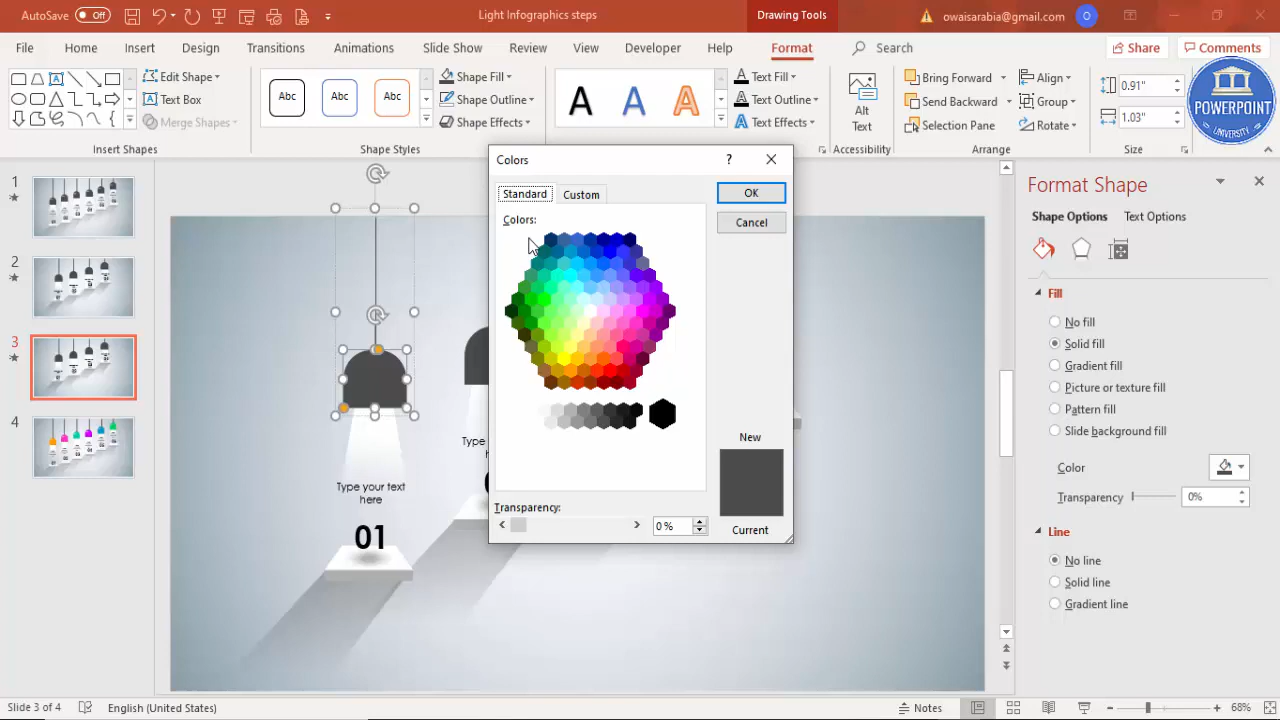 AutoSave Off
Light Infographics steps
Drawing Tools
owaisarabia@gmail.com
O
File Home Insert Design Transitions Animations Slide Show Review View Developer Help Format Search
Share Comments
Edit Shape
Text Box
Merge Shapes
Insert Shapes
Abc Abc Abc
Shape Fill
Shape Outline
Shape Effects
Shape Styles
A A A
Text Fill
Text Outline
Text Effects
Alt
Text
Accessibility
Bring Forward
Send Backward
Selection Pane
Align
Group
Rotate
Arrange
0.91"
1.03"
Size
POWERPOINT
UNIVERSITY
1
2
3
4
Colors
?
Standard
Custom
OK
Cancel
Colors:
New
Current
Transparency:
0 %
Type your text
here
01
Type y
h
Format Shape
Shape Options Text Options
Fill
No fill
Solid fill
Gradient fill
Picture or texture fill
Pattern fill
Slide background fill
Color
Transparency 0%
Line
No line
Solid line
Gradient line
Slide 3 of 4
English (United States)
Notes
68%